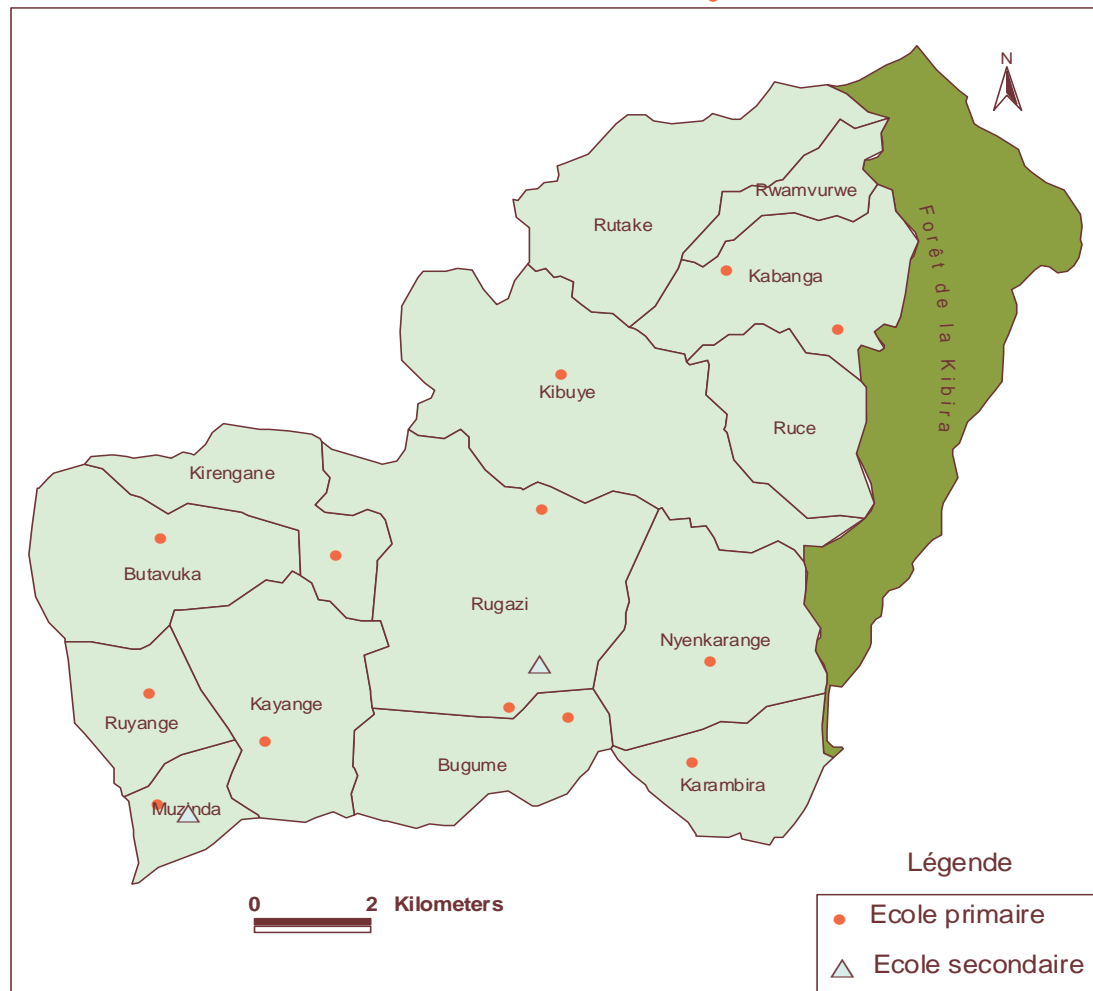 N
Rwamvurwe
Rutake
Kabanga
Forêt de la Kibira
Kibuye
Ruce
Kirengane
Butavuka
Rugazi
Nyenkarange
Kayange
Ruyange
Bugume
Karambira
Muzinda
Légende
0 2 Kilometers
Ecole primaire
Ecole secondaire